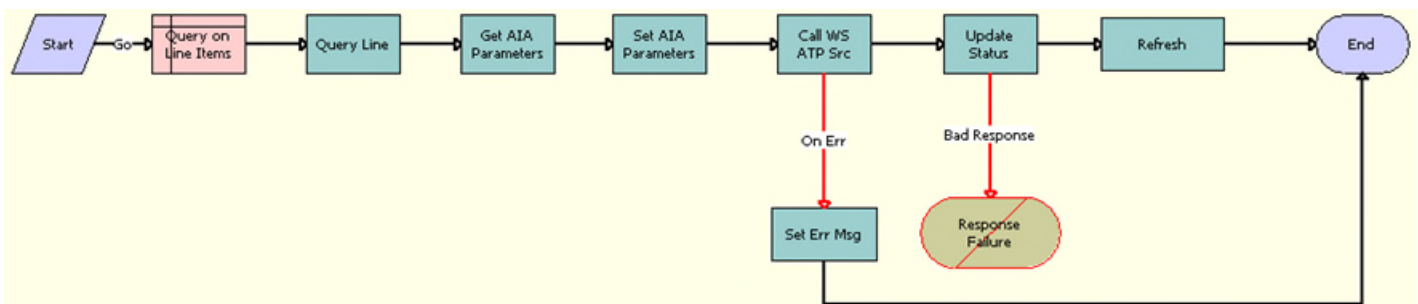 Start
Go
Query on
Line Items
Query Line
Get AIA
Parameters
Set AIA
Parameters
Call WS
ATP Src
Update
Status
Refresh
End
On Err
Bad Response
Set Err Msg
Response
Failure